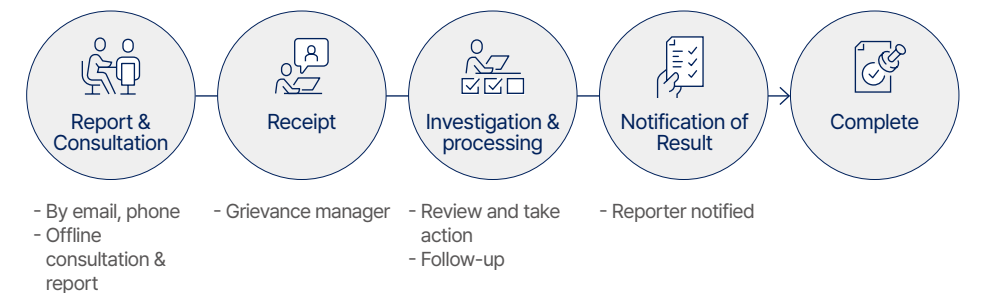 Report &
Consultation
Receipt
Investigation &
processing
Notification of
Result
Complete
- By email, phone
- Offline
consultation &
report
- Grievance manager
- Review and take
action
- Follow-up
- Reporter notified